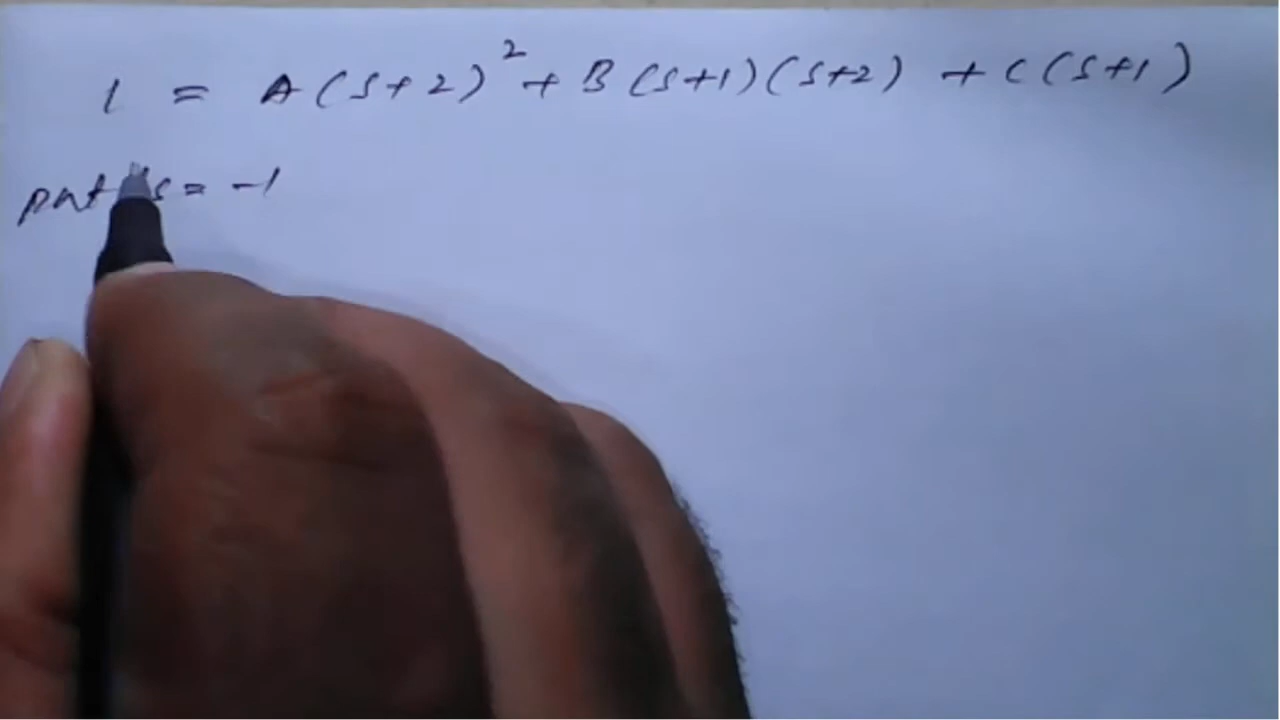 1 = A(s+2)² + B(s+1)(s+2) + C(s+1)
put s = -1